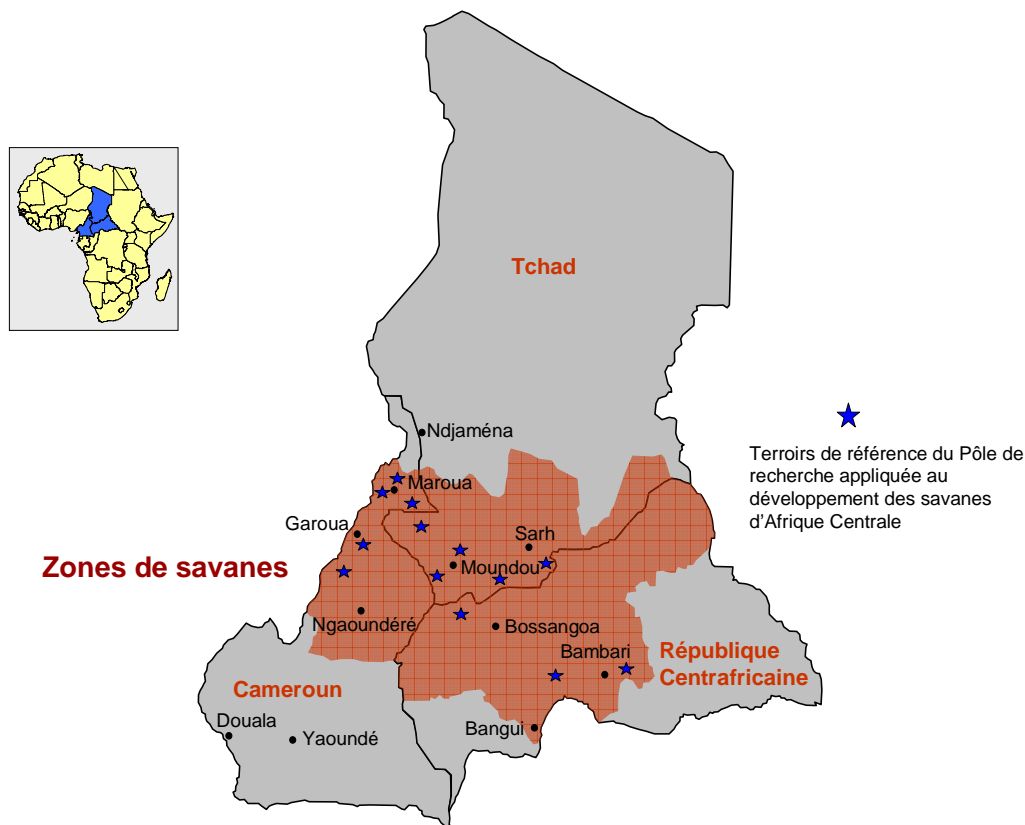 Tchad
Ndjaména
Terroirs de référence du Pôle de
recherche appliquée au
développement des savanes
d’Afrique Centrale
Maroua
Garoua
Sarh
Zones de savanes
Moundou
Ngaoundéré
Bossangoa
Bambari
République
Centrafricaine
Cameroun
Douala
Bangui
Yaoundé